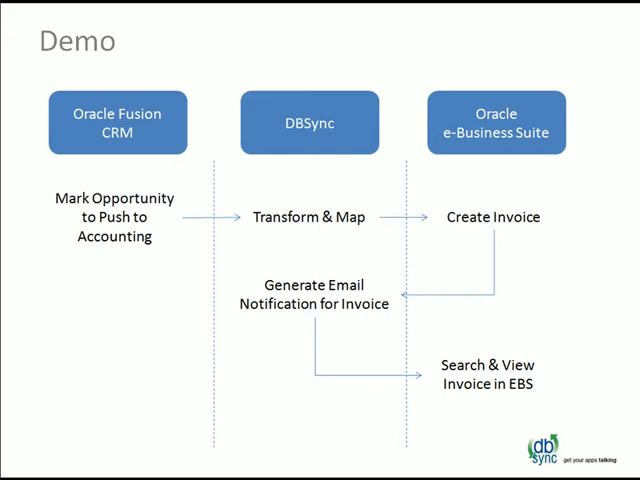 Demo
Oracle Fusion
CRM
DBSync
Oracle
e-Business Suite
Mark Opportunity
to Push to
Accounting
Transform & Map
Create Invoice
Generate Email
Notification for Invoice
Search & View
Invoice in EBS
db
sync
get your apps talking